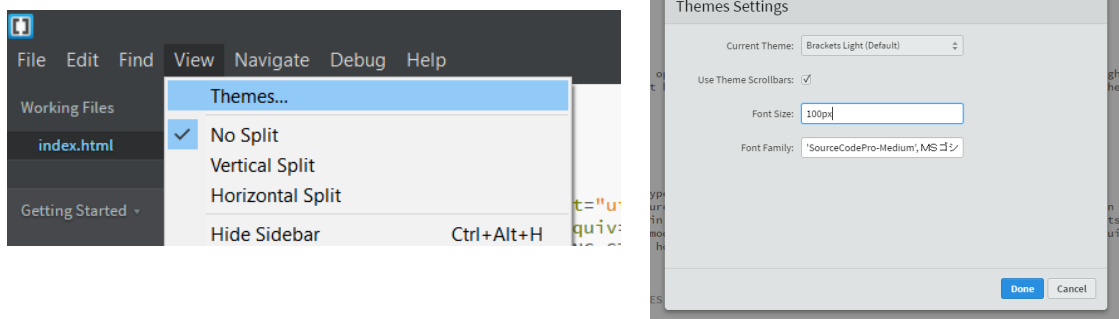 File Edit Find View Navigate Debug Help
Working Files
index.html
Getting Started
Themes...
No Split
Vertical Split
Horizontal Split
Hide Sidebar Ctrl+Alt+H
quiv=
Themes Settings
Current Theme: Brackets Light (Default)
Use Theme Scrollbars:
Font Size: 100px
Font Family: 'SourceCodePro-Medium', MS ゴシ
Done Cancel